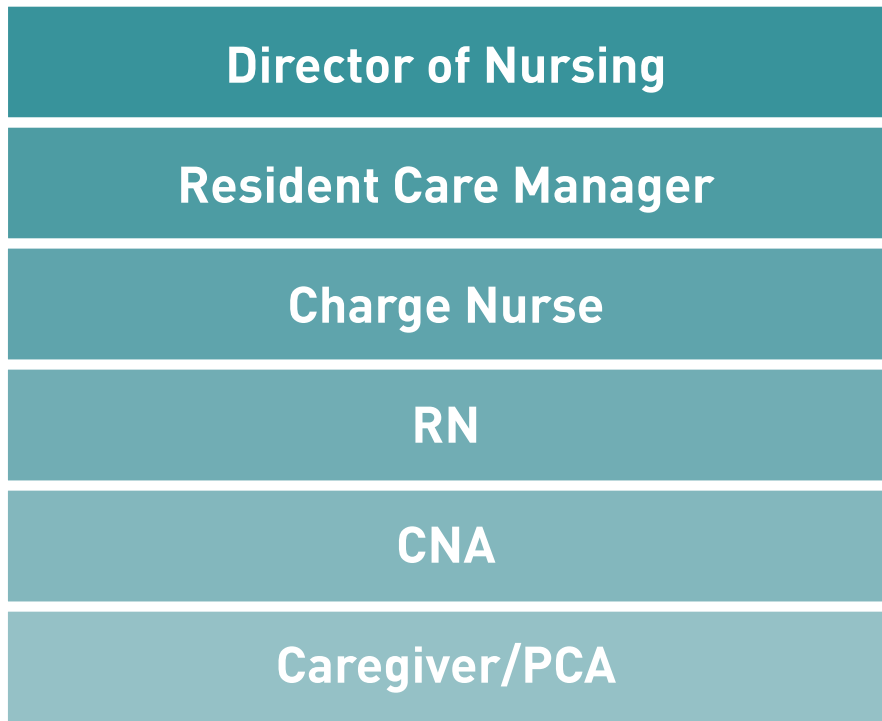 Director of Nursing
Resident Care Manager
Charge Nurse
RN
CNA
Caregiver/PCA